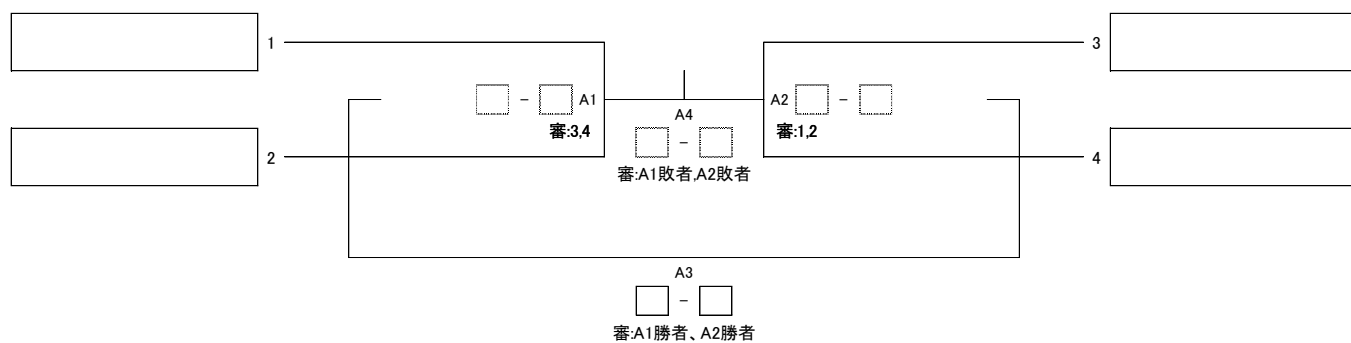 1
3
- A1
A2 -
審:3,4
A4
審:1,2
-
2
4
審:A1敗者,A2敗者
A3
-
審:A1勝者、A2勝者